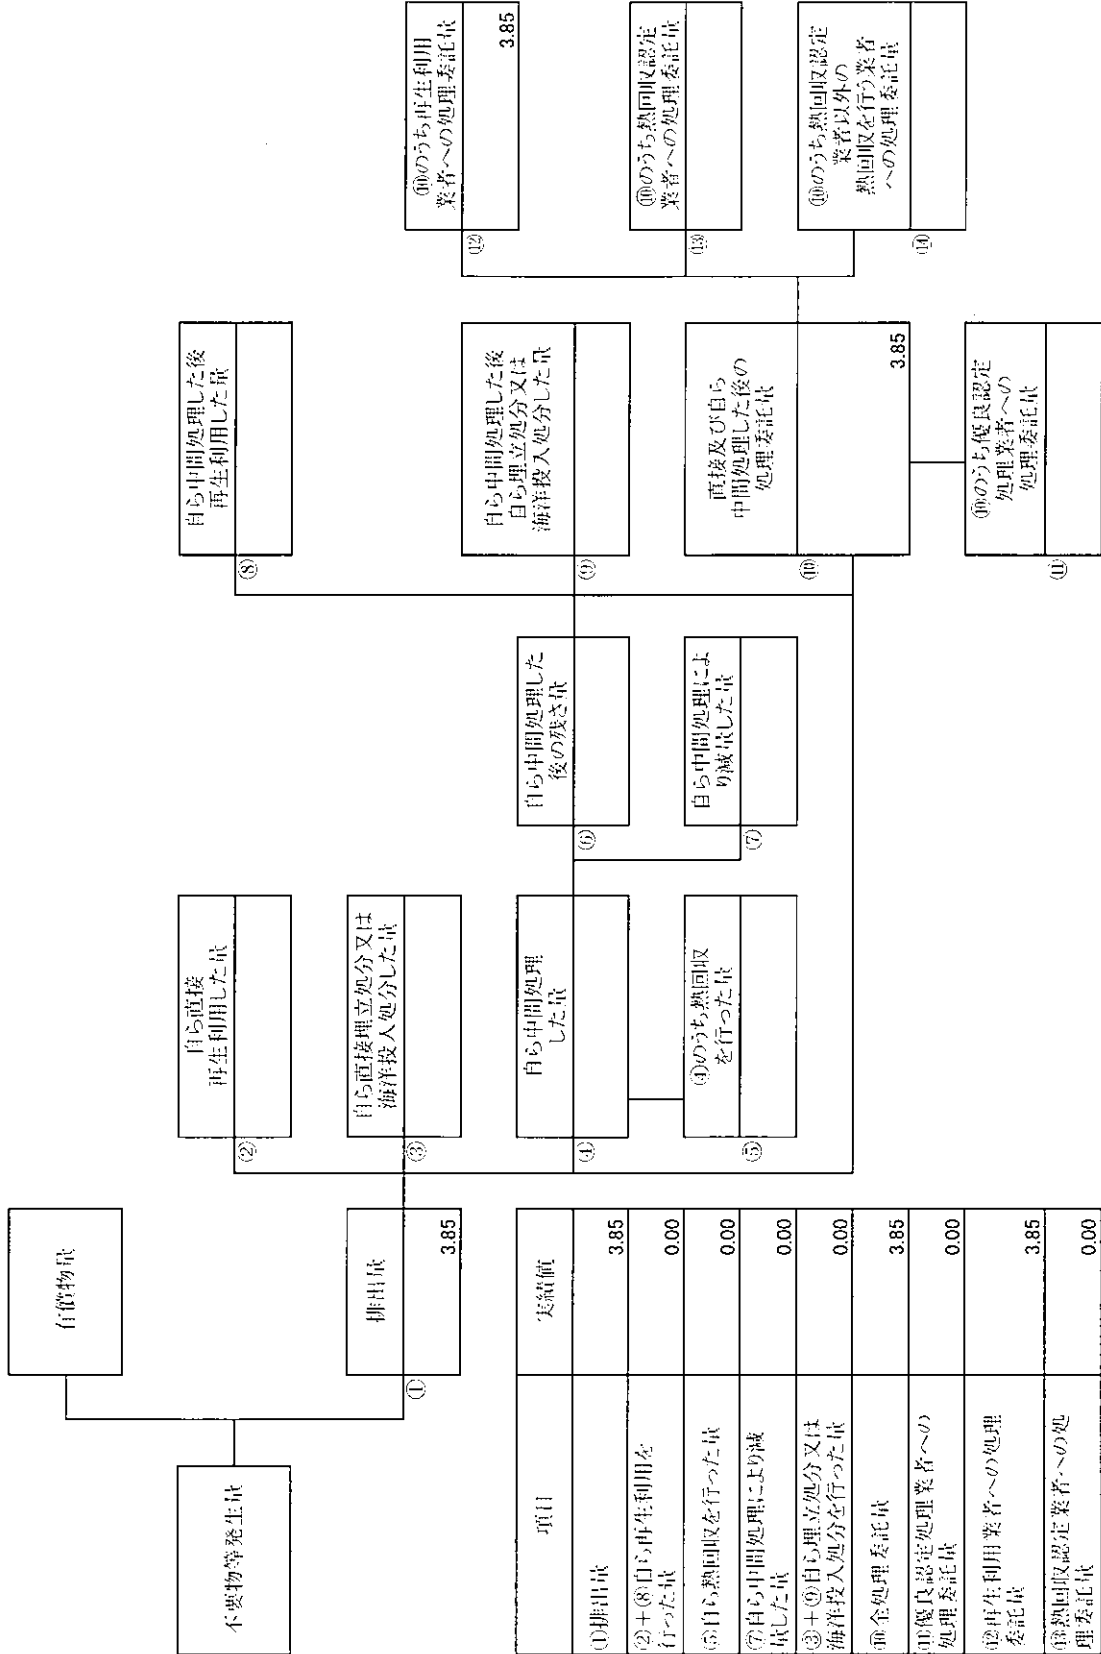 不要物等発生量
有償物量
①
排出量
3.85
②
自ら直接
再生利用した量
③
自ら直接埋立処分又は
海洋投入処分した量
④
自ら中間処理
した量
⑤
④のうち熱回収
を行った量
⑥
自ら中間処理した
後の残さ量
⑦
自ら中間処理によ
り減量した量
⑧
自ら中間処理した後
再生利用した量
⑨
自ら中間処理した後
自ら埋立処分又は
海洋投入処分した量
⑩
直接及び自ら
中間処理した後の
処理委託量
3.85
⑪
⑩のうち優良認定
処理業者への
処理委託量
⑫
⑩のうち再生利用
業者への処理委託量
3.85
⑬
⑩のうち熱回収認定
業者への処理委託量
⑭
⑩のうち熱回収認定
業者以外の
熱回収を行う業者
への処理委託量
項目 実績値
①排出量 3.85
②+⑧自ら再生利用を
行った量 0.00
⑤自ら熱回収を行った量 0.00
⑦自ら中間処理により減
量した量 0.00
③+⑨自ら埋立処分又は
海洋投入処分を行った量 0.00
⑩全処理委託量 3.85
⑪優良認定処理業者への
処理委託量 0.00
⑫再生利用業者への処理
委託量 3.85
⑬熱回収認定業者への処
理委託量 0.00